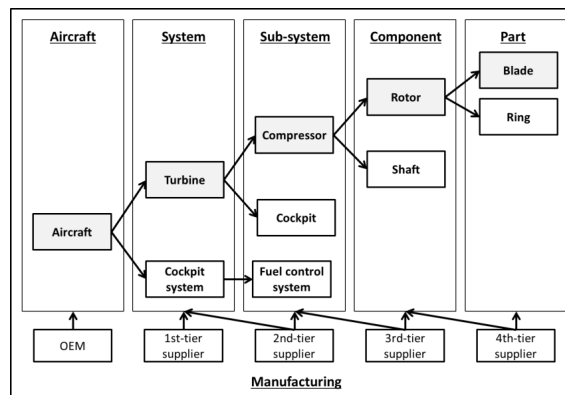 Aircraft
System
Sub-system
Component
Part
Blade
Rotor
Ring
Compressor
Shaft
Turbine
Cockpit
Aircraft
Cockpit
system
Fuel control
system
OEM
1st-tier
supplier
2nd-tier
supplier
3rd-tier
supplier
4th-tier
supplier
Manufacturing